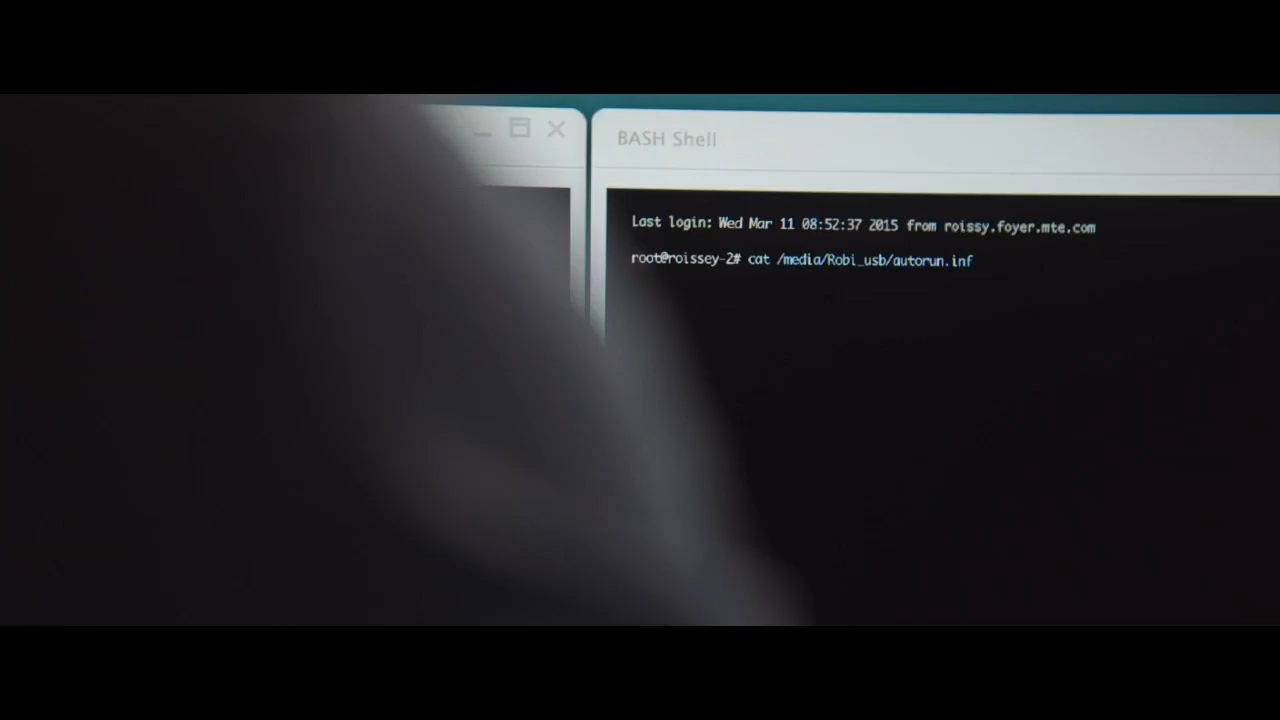 BASH Shell
Last login: Wed Mar 11 08:52:37 2015 from roissy.foyer.mte.com
root@roissey-2# cat /media/Robi_usb/autorun.inf